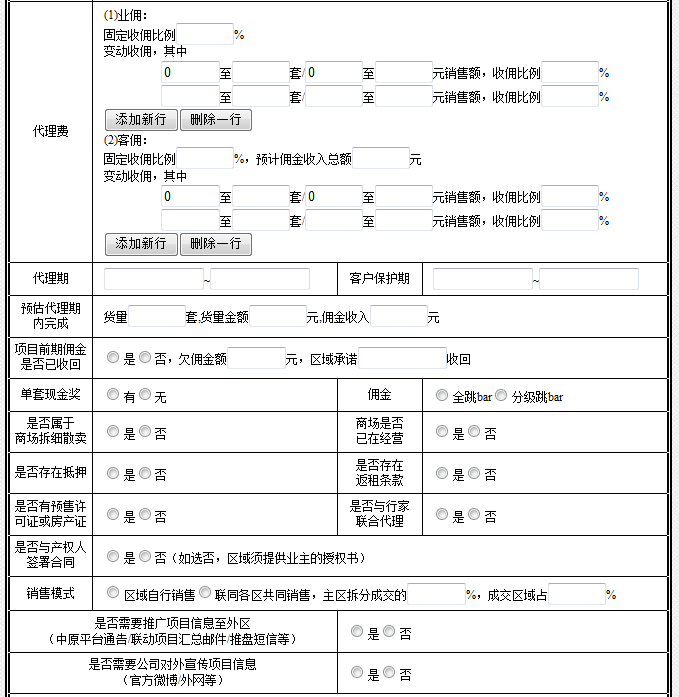 (1)业佣：
固定收佣比例 %
变动收佣，其中
0 至 套/0 至 元销售额，收佣比例 %
至 套/ 至 元销售额，收佣比例 %
添加新行 删除一行
代理费
(2)客佣：
固定收佣比例 %，预计佣金收入总额 元
变动收佣，其中
0 至 套/0 至 元销售额，收佣比例 %
至 套/ 至 元销售额，收佣比例 %
添加新行 删除一行
代理期 ~ 客户保护期 ~
预估代理期
内完成
货量 套,货量金额 元,佣金收入 元
项目前期佣金
是否已收回
是 否，欠佣金额 元，区域承诺 收回
单套现金奖 有 无 佣金 全跳bar 分级跳bar
是否属于
商场拆细散卖
是 否
商场是否
已在经营
是 否
是否存在抵押 是 否
是否存在
返租条款
是 否
是否有预售许
可证或房产证
是 否
是否与行家
联合代理
是 否
是否与产权人
签署合同
是 否（如选否，区域须提供业主的授权书）
销售模式 区域自行销售 联同各区共同销售，主区拆分成交的 %，成交区域占 %
是否需要推广项目信息至外区
（中原平台通告/联动项目汇总邮件/推盘短信等）
是 否
是否需要公司对外宣传项目信息
（官方微博/外网等）
是 否